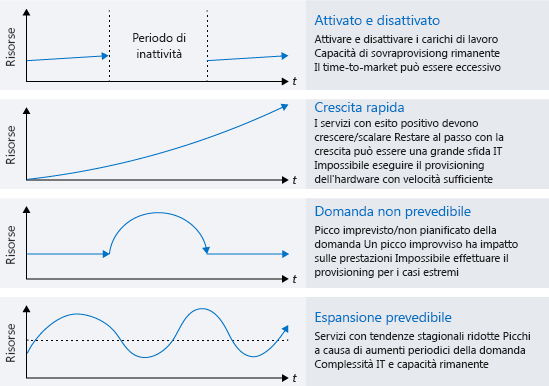 Risorse
Periodo di
inattività
t
Attivato e disattivato
Attivare e disattivare i carichi di lavoro
Capacità di sovraprovisiong rimanente
Il time-to-market può essere eccessivo
Risorse
t
Crescita rapida
I servizi con esito positivo devono
crescere/scalare Restare al passo con la
crescita può essere una grande sfida IT
Impossibile eseguire il provisioning
dell'hardware con velocità sufficiente
Risorse
t
Domanda non prevedibile
Picco imprevisto/non pianificato della
domanda Un picco improvviso ha impatto
sulle prestazioni Impossibile effettuare il
provisioning per i casi estremi
Risorse
t
Espansione prevedibile
Servizi con tendenze stagionali ridotte Picchi
a causa di aumenti periodici della domanda
Complessità IT e capacità rimanente